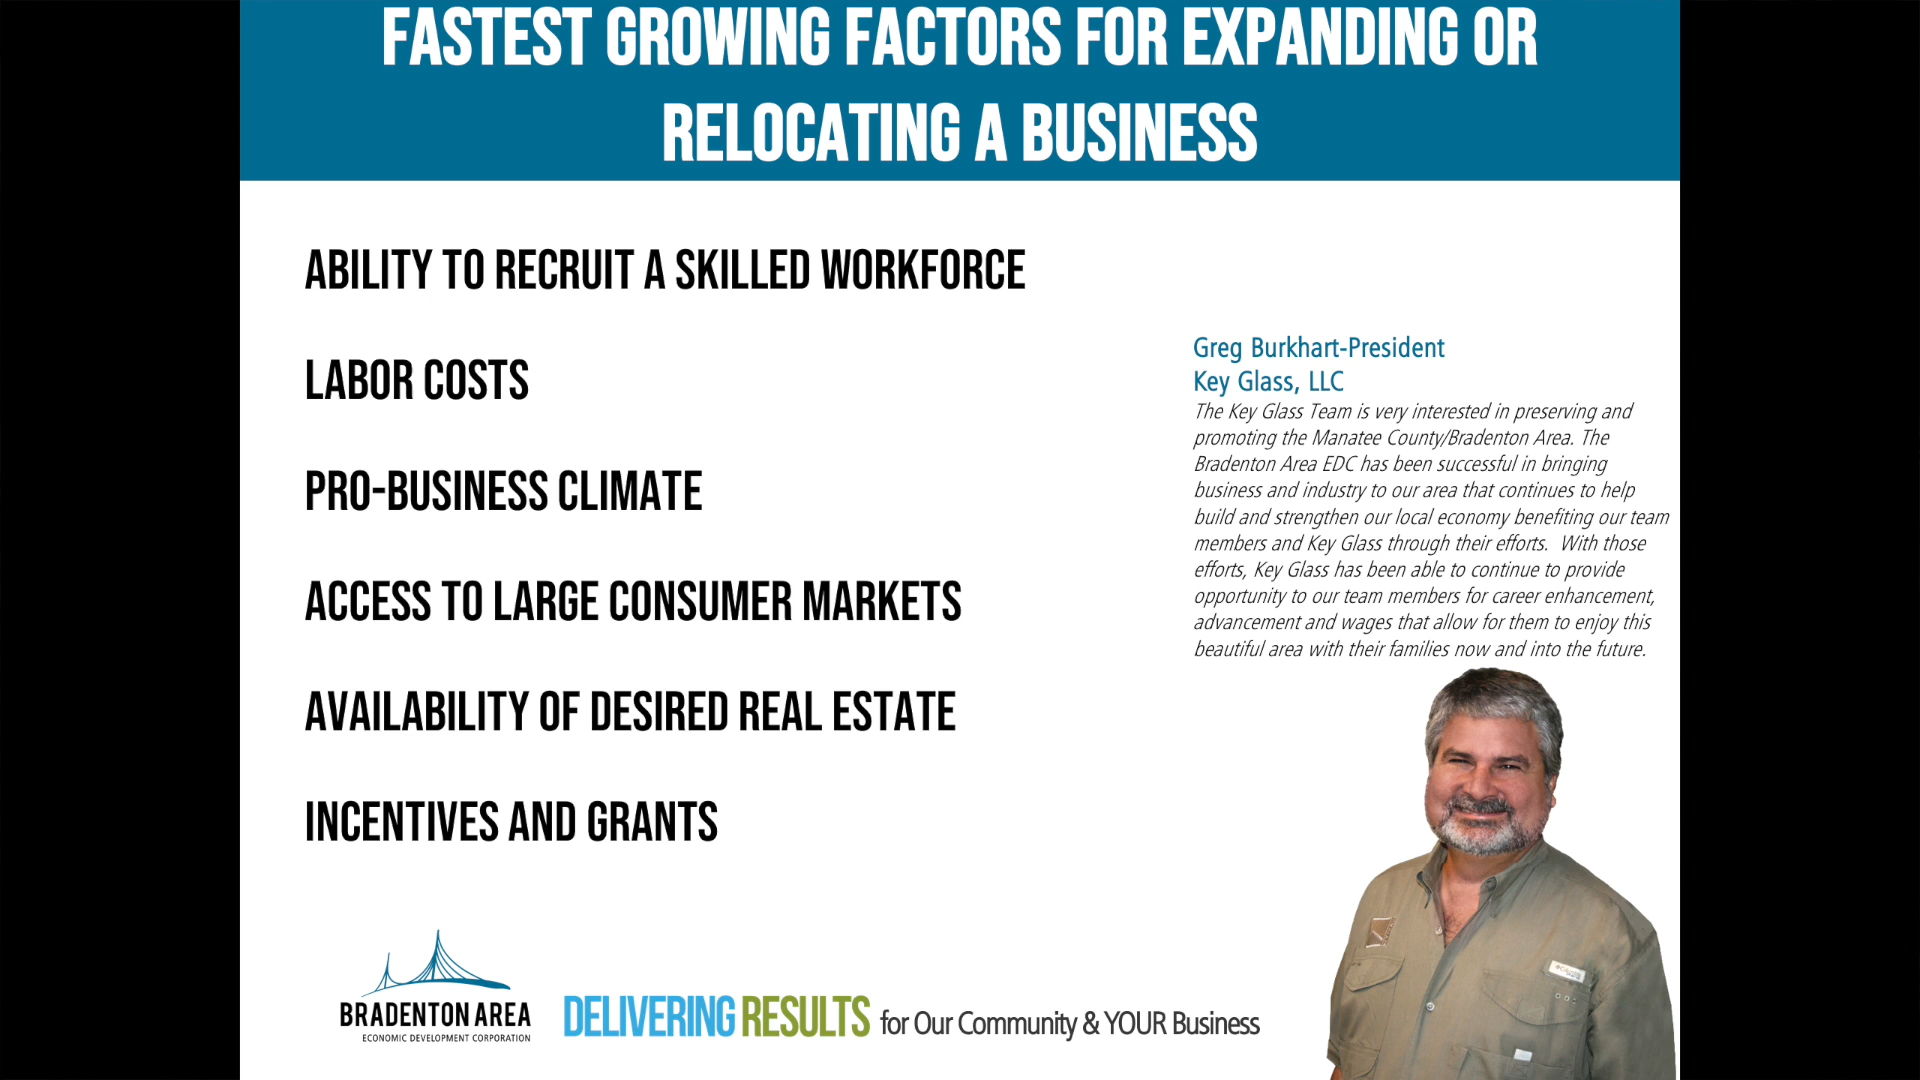 FASTEST GROWING FACTORS FOR EXPANDING OR
RELOCATING A BUSINESS
ABILITY TO RECRUIT A SKILLED WORKFORCE
LABOR COSTS
PRO-BUSINESS CLIMATE
ACCESS TO LARGE CONSUMER MARKETS
AVAILABILITY OF DESIRED REAL ESTATE
INCENTIVES AND GRANTS
Greg Burkhart-President
Key Glass, LLC
The Key Glass Team is very interested in preserving and
promoting the Manatee County/Bradenton Area. The
Bradenton Area EDC has been successful in bringing
business and industry to our area that continues to help
build and strengthen our local economy benefiting our team
members and Key Glass through their efforts. With those
efforts, Key Glass has been able to continue to provide
opportunity to our team members for career enhancement,
advancement and wages that allow for them to enjoy this
beautiful area with their families now and into the future.
BRADENTON AREA
ECONOMIC DEVELOPMENT CORPORATION
DELIVERING RESULTS for Our Community & YOUR Business